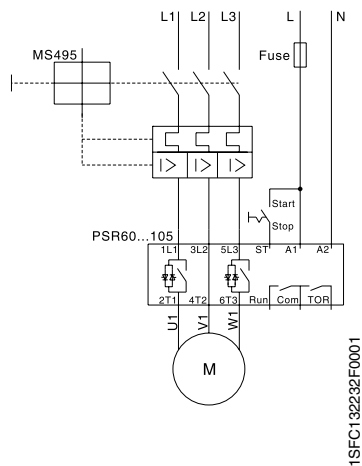 L1 L2 L3 L N
MS495
Fuse
I> I> I>
Start
Stop
PSR60...105
1L1 3L2 5L3 ST A1 A2
2T1 4T2 6T3 Run Com TOR
U1 V1 W1
M
1SFC132232F0001